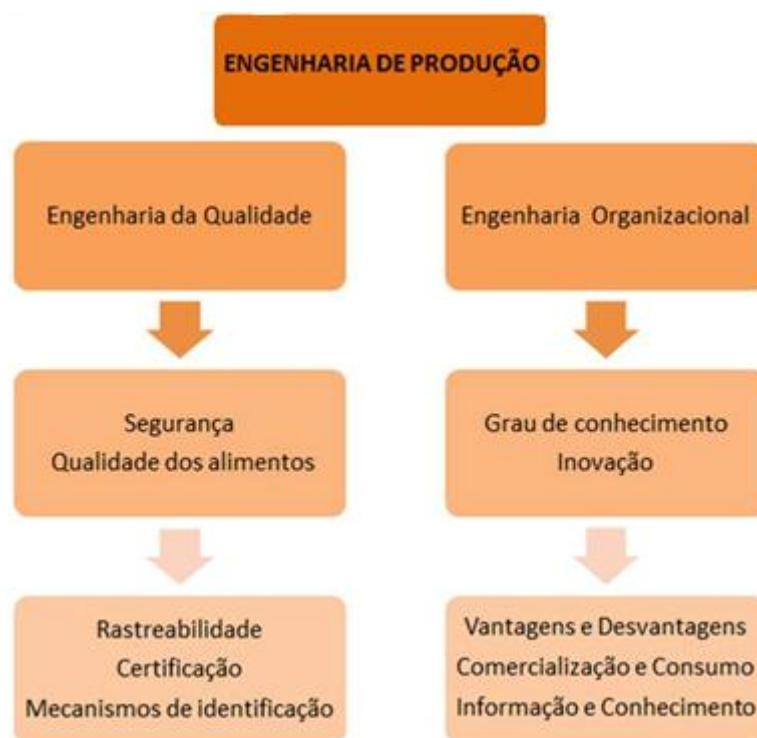 ENGENHARIA DE PRODUÇÃO
Engenharia da Qualidade
Engenharia Organizacional
Segurança
Qualidade dos alimentos
Grau de conhecimento
Inovação
Rastreabilidade
Certificação
Mecanismos de identificação
Vantagens e Desvantagens
Comercialização e Consumo
Informação e Conhecimento